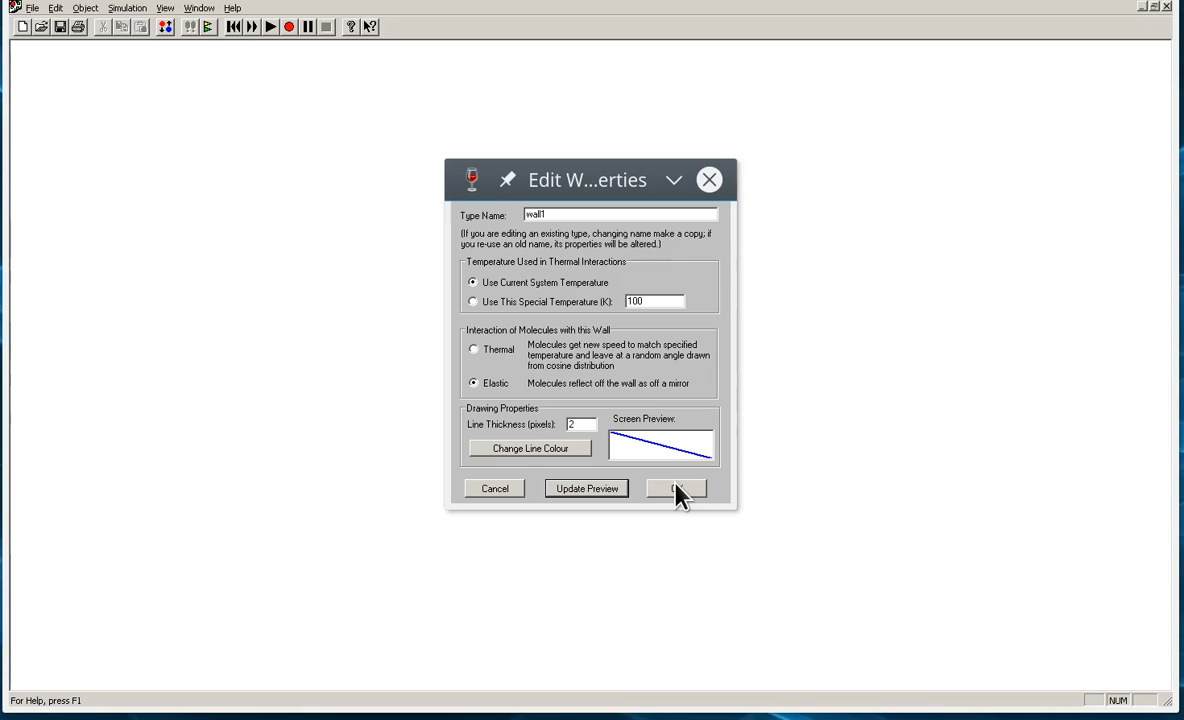 File Edit Object Simulation View Window Help
Edit W...erties
Type Name: wall1
(If you are editing an existing type, changing name make a copy; if
you re-use an old name, its properties will be altered.)
Temperature Used in Thermal Interactions
Use Current System Temperature
Use This Special Temperature (K): 100
Interaction of Molecules with this Wall
Thermal Molecules get new speed to match specified
temperature and leave at a random angle drawn
from cosine distribution
Elastic Molecules reflect off the wall as off a mirror
Drawing Properties
Line Thickness (pixels): 2 Screen Preview:
Change Line Colour
Cancel Update Preview
For Help, press F1 NUM